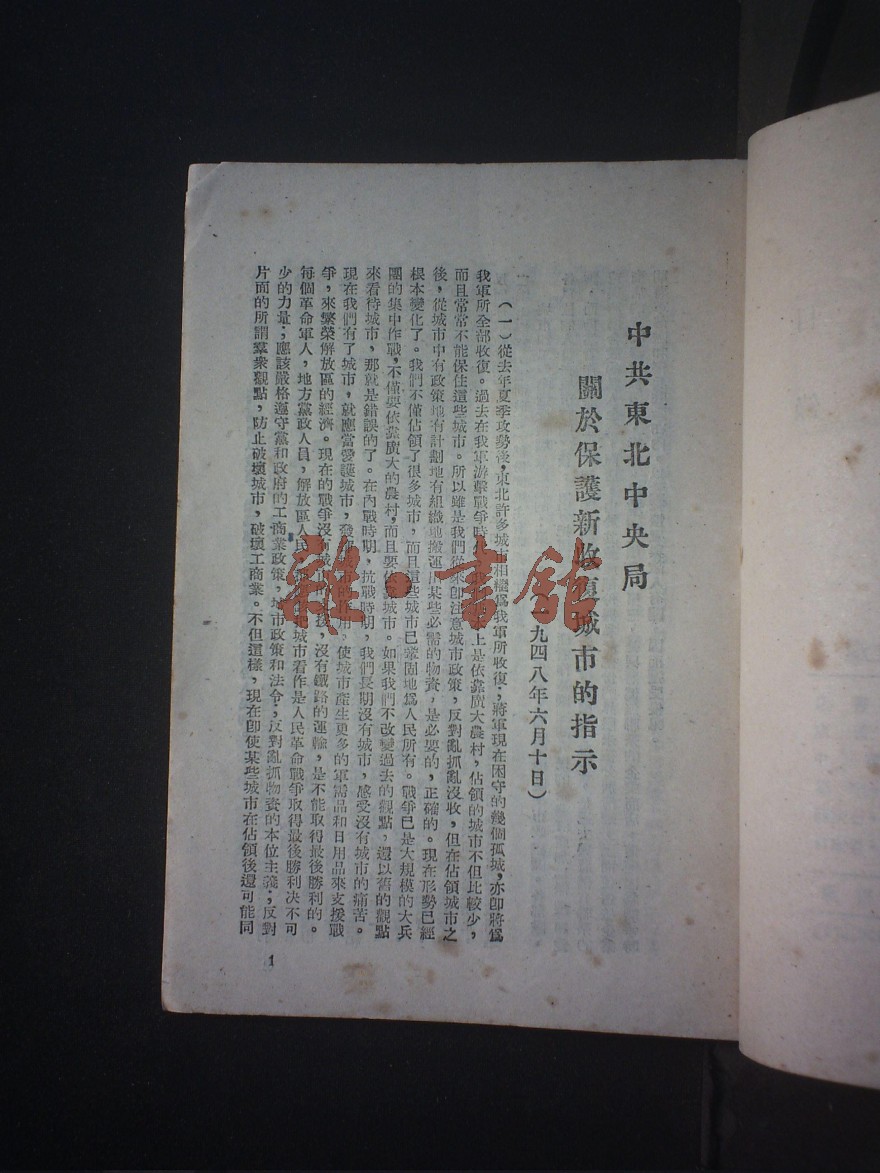 中共東北中央局
關於保護新收復城市的指示
一九四八年六月十日)
(一)從去年夏季攻勢後,東北許多城市相繼爲我軍所收復;將軍現在困守的幾個孤城,亦卽將爲
我軍所全部收復。過去在我軍游擊戰爭時 上是依靠廣大農村,佔領的城市不但比較少,
而且常常不能保住這些城市。所以雖是我們從來卽注意城市政策,反對亂抓亂沒收,但在佔領城市之
後,從城市中有政策地有計劃地有組織地搬運 某些必需的物資,是必要的,正確的。現在形勢已經
根本變化了。我們不僅佔領了很多城市,而且這些城市已鞏固地爲人民所有。戰爭已是大規模的大兵
團的集中作戰,不僅要依靠廣大的農村,而且要依靠城市。如果我們不改變過去的觀點,還以舊的觀點
來看待城市,那就是錯誤的了。在內戰時期,抗戰時期,我們長期沒有城市,感受沒有城市的痛苦。
現在我們有了城市,就應當愛護城市,發 市的作用,使城市產生更多的軍需品和日用品來支援戰
爭,來繁榮解放區的經濟。現在的戰爭沒有城 援,沒有鐵路的運輸,是不能取得最後勝利的。
每個革命軍人,地方黨政人員,解放區人民, 把城市看作是人民革命戰爭取得最後勝利決不可
少的力量;應該嚴格遵守黨和政府的工商業政策,城市政策和法令;反對亂抓物資的本位主義;反對
片面的所謂羣衆觀點,防止破壞城市,破壞工商業。不但這樣,現在卽使某些城市在佔領後還可能同
1
雜·書館